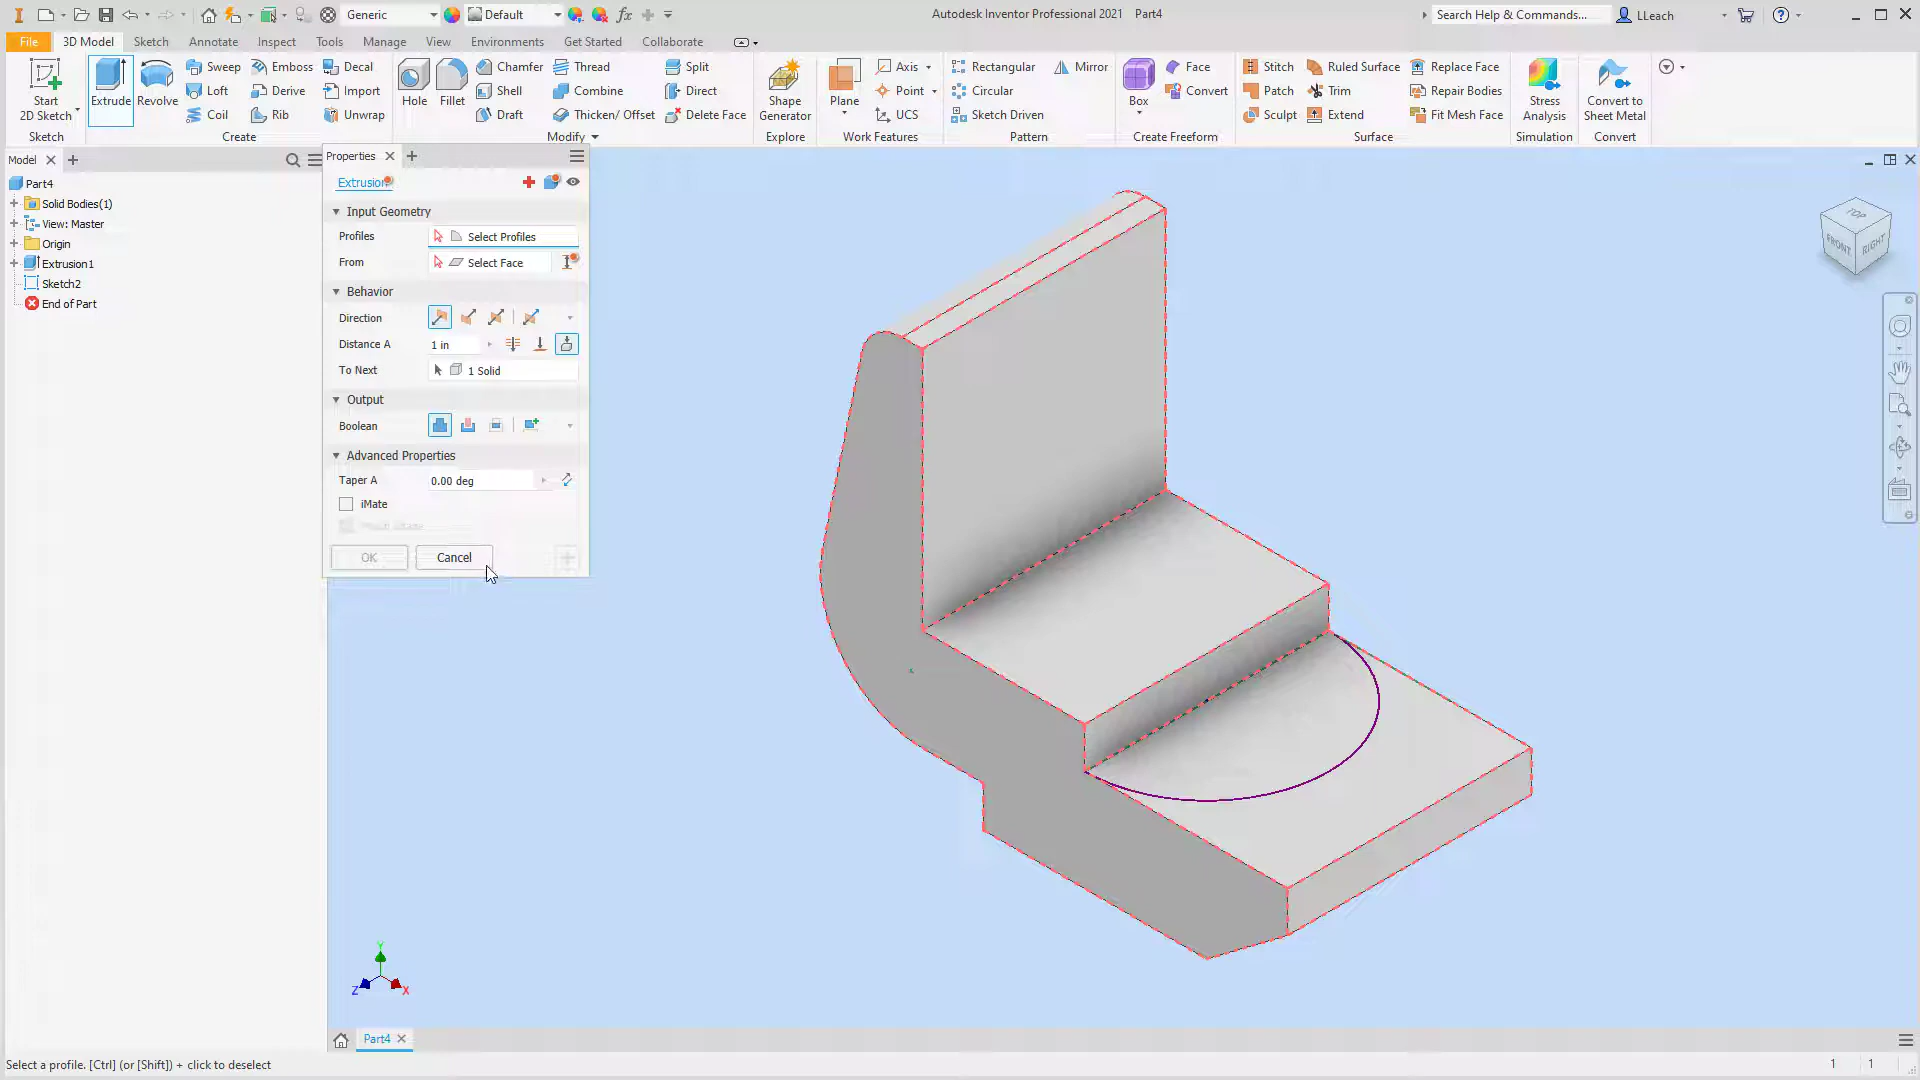 Generic
Default
fx
Autodesk Inventor Professional 2021 Part4
Search Help & Commands...
LLeach
File
3D Model
Sketch
Annotate
Inspect
Tools
Manage
View
Environments
Get Started
Collaborate
Start
2D Sketch
Extrude
Revolve
Sweep
Loft
Coil
Emboss
Derive
Rib
Decal
Import
Unwrap
Hole
Fillet
Chamfer
Shell
Draft
Thread
Combine
Thicken/ Offset
Split
Direct
Delete Face
Shape
Generator
Plane
Axis
Point
UCS
Rectangular
Circular
Sketch Driven
Mirror
Box
Face
Convert
Stitch
Patch
Sculpt
Ruled Surface
Trim
Extend
Replace Face
Repair Bodies
Fit Mesh Face
Stress
Analysis
Convert to
Sheet Metal
Sketch
Create
Modify
Explore
Work Features
Pattern
Create Freeform
Surface
Simulation
Convert
Model
Part4
Solid Bodies(1)
View: Master
Origin
Extrusion1
Sketch2
End of Part
Properties
Extrusion
Input Geometry
Profiles
Select Profiles
From
Select Face
Behavior
Direction
Distance A
1 in
To Next
1 Solid
Output
Boolean
Advanced Properties
Taper A
0.00 deg
iMate
OK
Cancel
TOP
FRONT
RIGHT
Y
Z
X
Part4
Select a profile. [Ctrl] (or [Shift]) + click to deselect
1 1